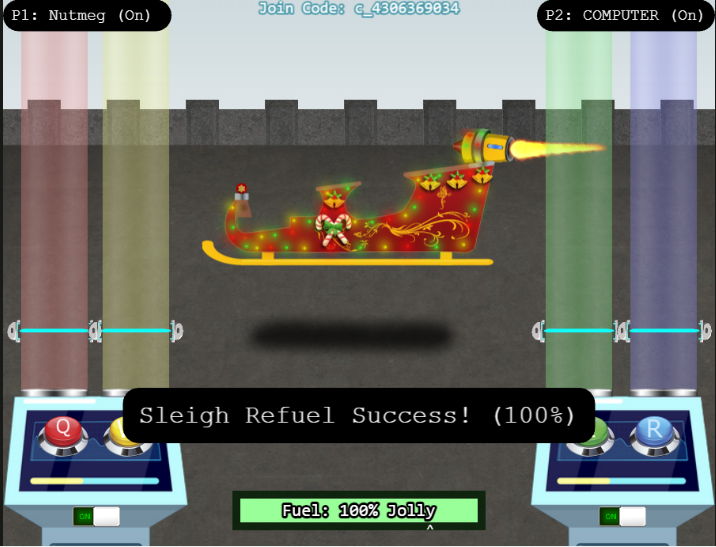 P1: Nutmeg (On)
Join Code: c_4306369034
P2: COMPUTER (On)
Sleigh Refuel Success! (100%)
Q
R
ON
ON
Fuel: 100% Jolly
^